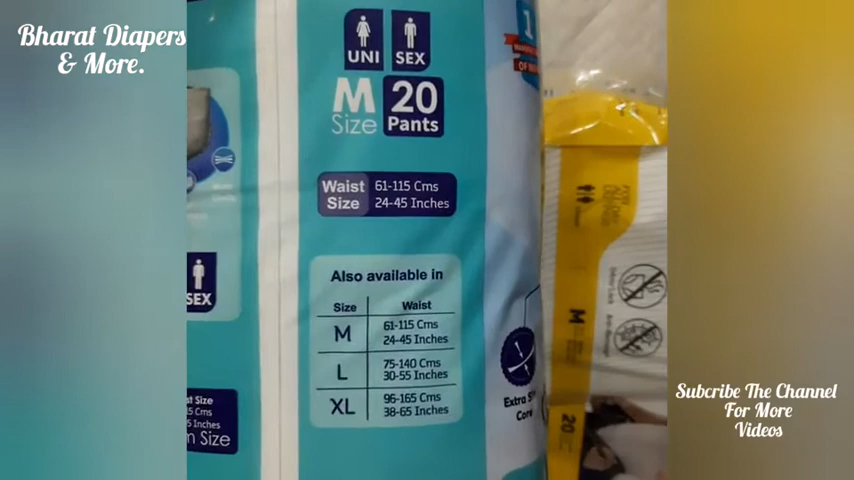 Bharat Diapers
& More.
UNI SEX
M Size
20 Pants
Waist Size
61-115 Cms
24-45 Inches
Also available in
Size Waist
M 61-115 Cms
24-45 Inches
L 75-140 Cms
30-55 Inches
XL 96-165 Cms
38-65 Inches
SEX
Size
Extra
1
OF
M
20
Subcribe The Channel
For More
Videos